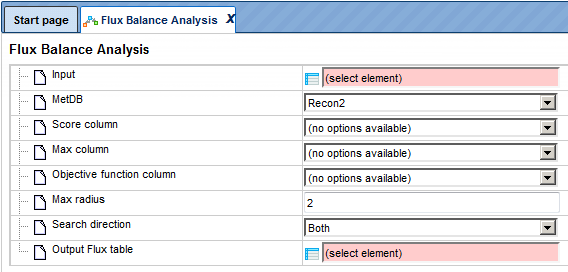 Start page
Flux Balance Analysis X
Flux Balance Analysis
Input (select element)
MetDB Recon2
Score column (no options available)
Max column (no options available)
Objective function column (no options available)
Max radius 2
Search direction Both
Output Flux table (select element)